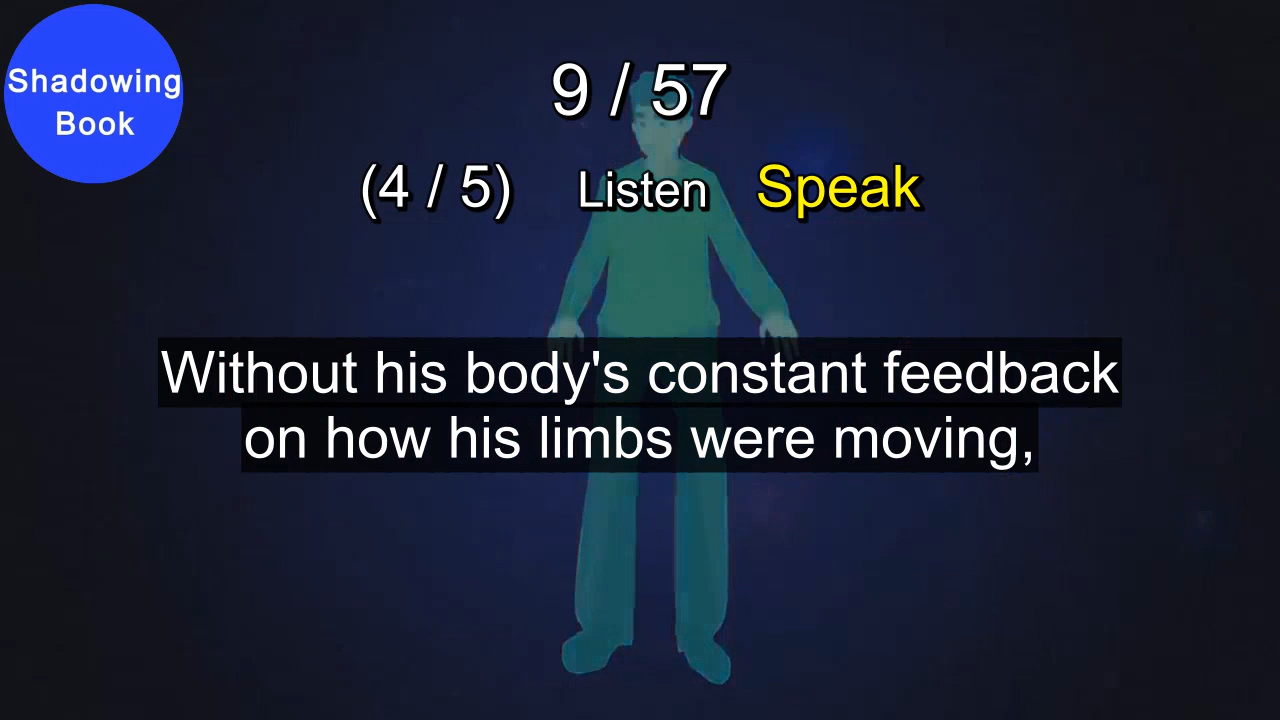 Shadowing
Book
9 / 57
(4 / 5) Listen Speak
Without his body's constant feedback
on how his limbs were moving,